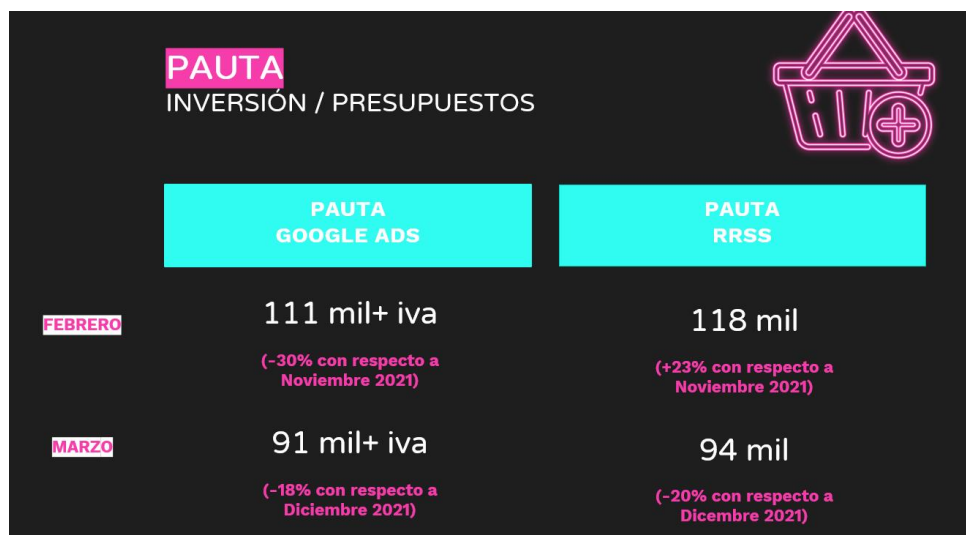 PAUTA
INVERSIÓN / PRESUPUESTOS
PAUTA
GOOGLE ADS
PAUTA
RRSS
FEBRERO
111 mil+ iva
(-30% con respecto a
Noviembre 2021)
118 mil
(+23% con respecto a
Noviembre 2021)
MARZO
91 mil+ iva
(-18% con respecto a
Diciembre 2021)
94 mil
(-20% con respecto a
Dicembre 2021)